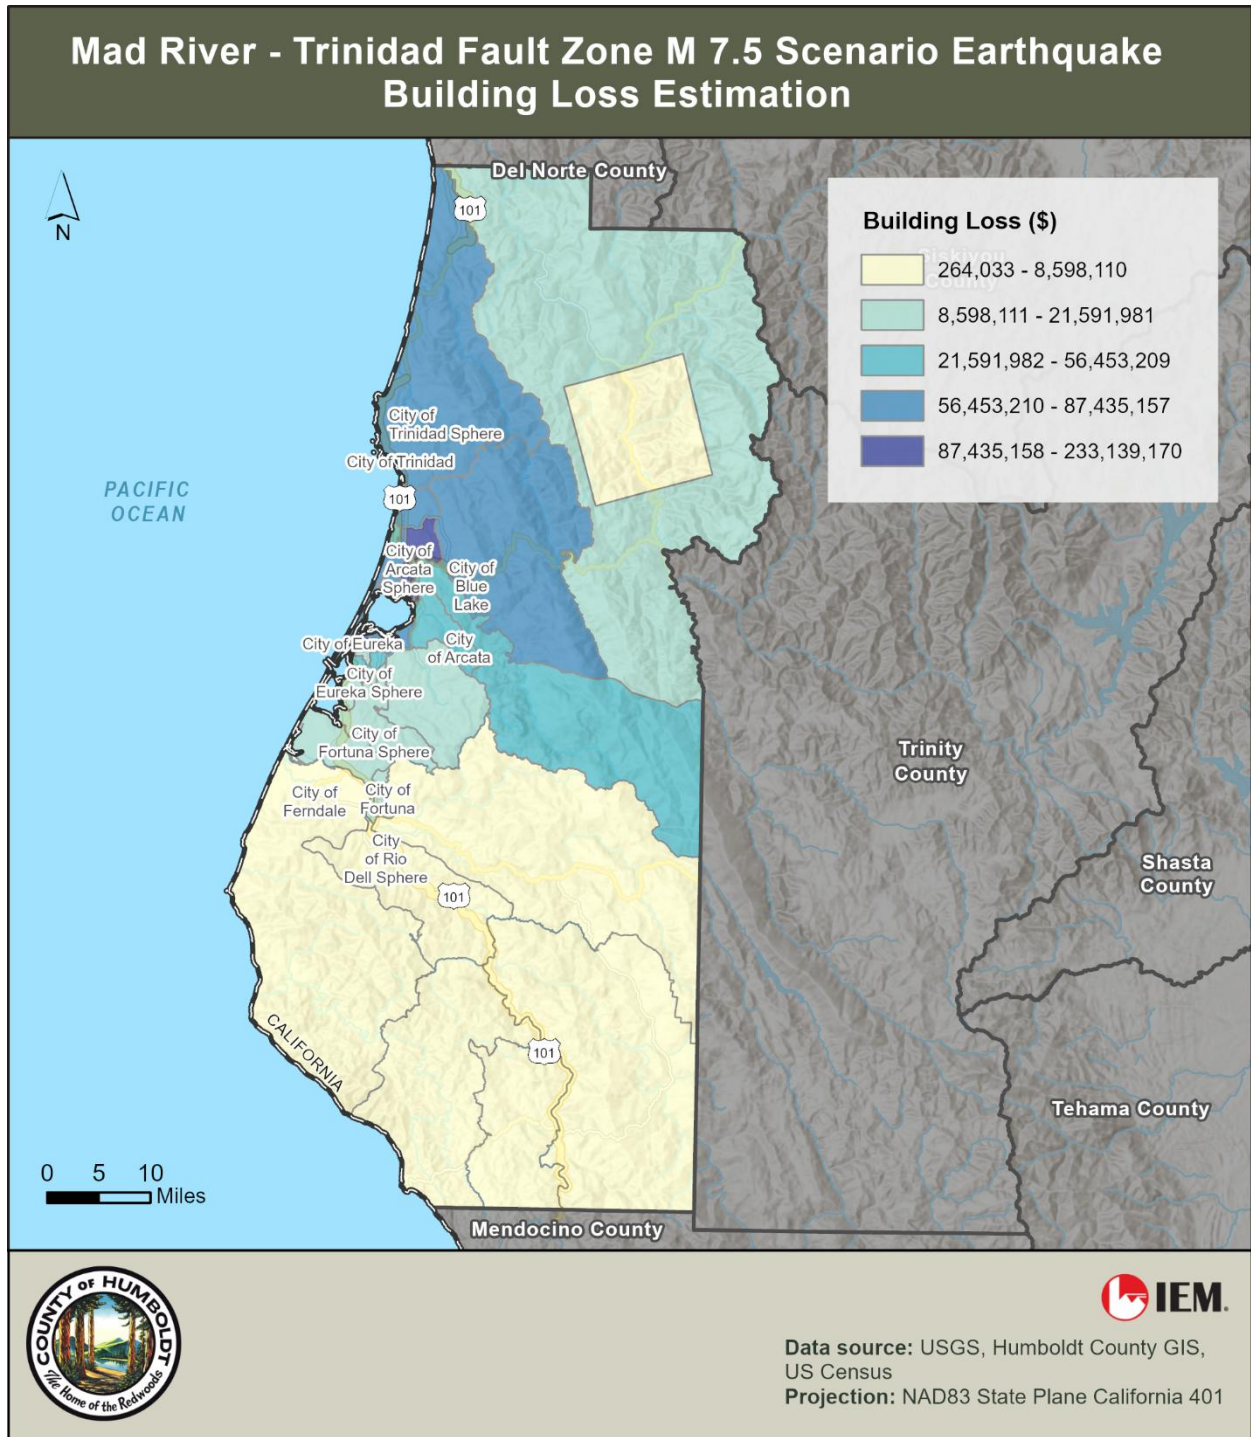 Mad River - Trinidad Fault Zone M 7.5 Scenario Earthquake
Building Loss Estimation
Del Norte County
101
N
Building Loss ($)
Siskiyou
County
264,033 - 8,598,110
8,598,111 - 21,591,981
21,591,982 - 56,453,209
56,453,210 - 87,435,157
87,435,158 - 233,139,170
City of
Trinidad Sphere
City of Trinidad
PACIFIC
OCEAN
101
City of
Arcata
Sphere
City of
Blue
Lake
City of Eureka
City
of Arcata
City of
Eureka Sphere
City of
Fortuna Sphere
Trinity
County
City of
Ferndale
City of
Fortuna
City
of Rio
Dell Sphere
101
Shasta
County
CALIFORNIA
101
Tehama County
0 5 10
Miles
Mendocino County
COUNTY OF HUMBOLDT
The Home of the Redwoods
IEM.
Data source: USGS, Humboldt County GIS,
US Census
Projection: NAD83 State Plane California 401